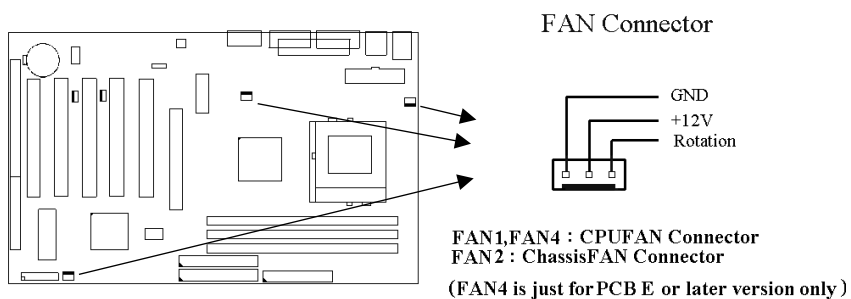 FAN Connector
GND
+12V
Rotation
FAN1,FAN4 : CPUFAN Connector
FAN2 : ChassisFAN Connector
(FAN4 is just for PCB E or later version only )